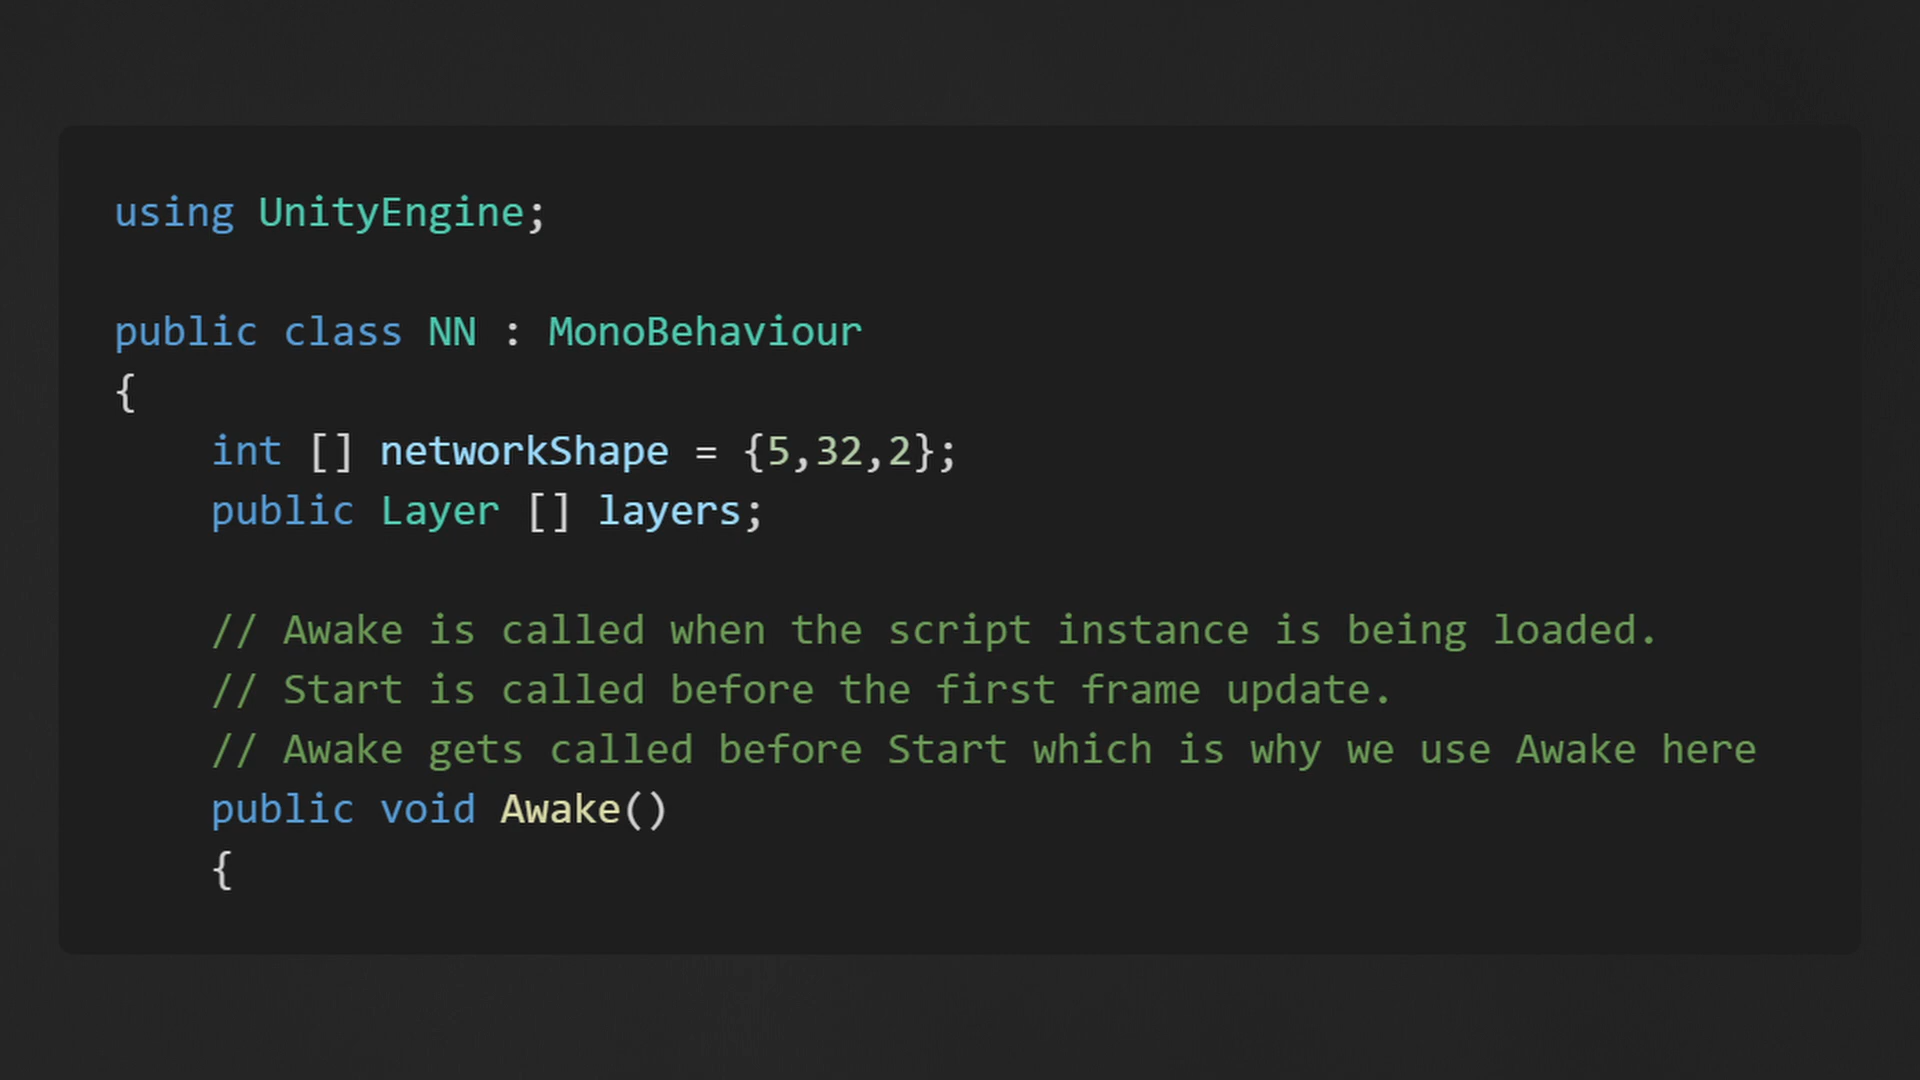 using UnityEngine;
public class NN : MonoBehaviour
{
int [] networkShape = {5,32,2};
public Layer [] layers;
// Awake is called when the script instance is being loaded.
// Start is called before the first frame update.
// Awake gets called before Start which is why we use Awake here
public void Awake()
{